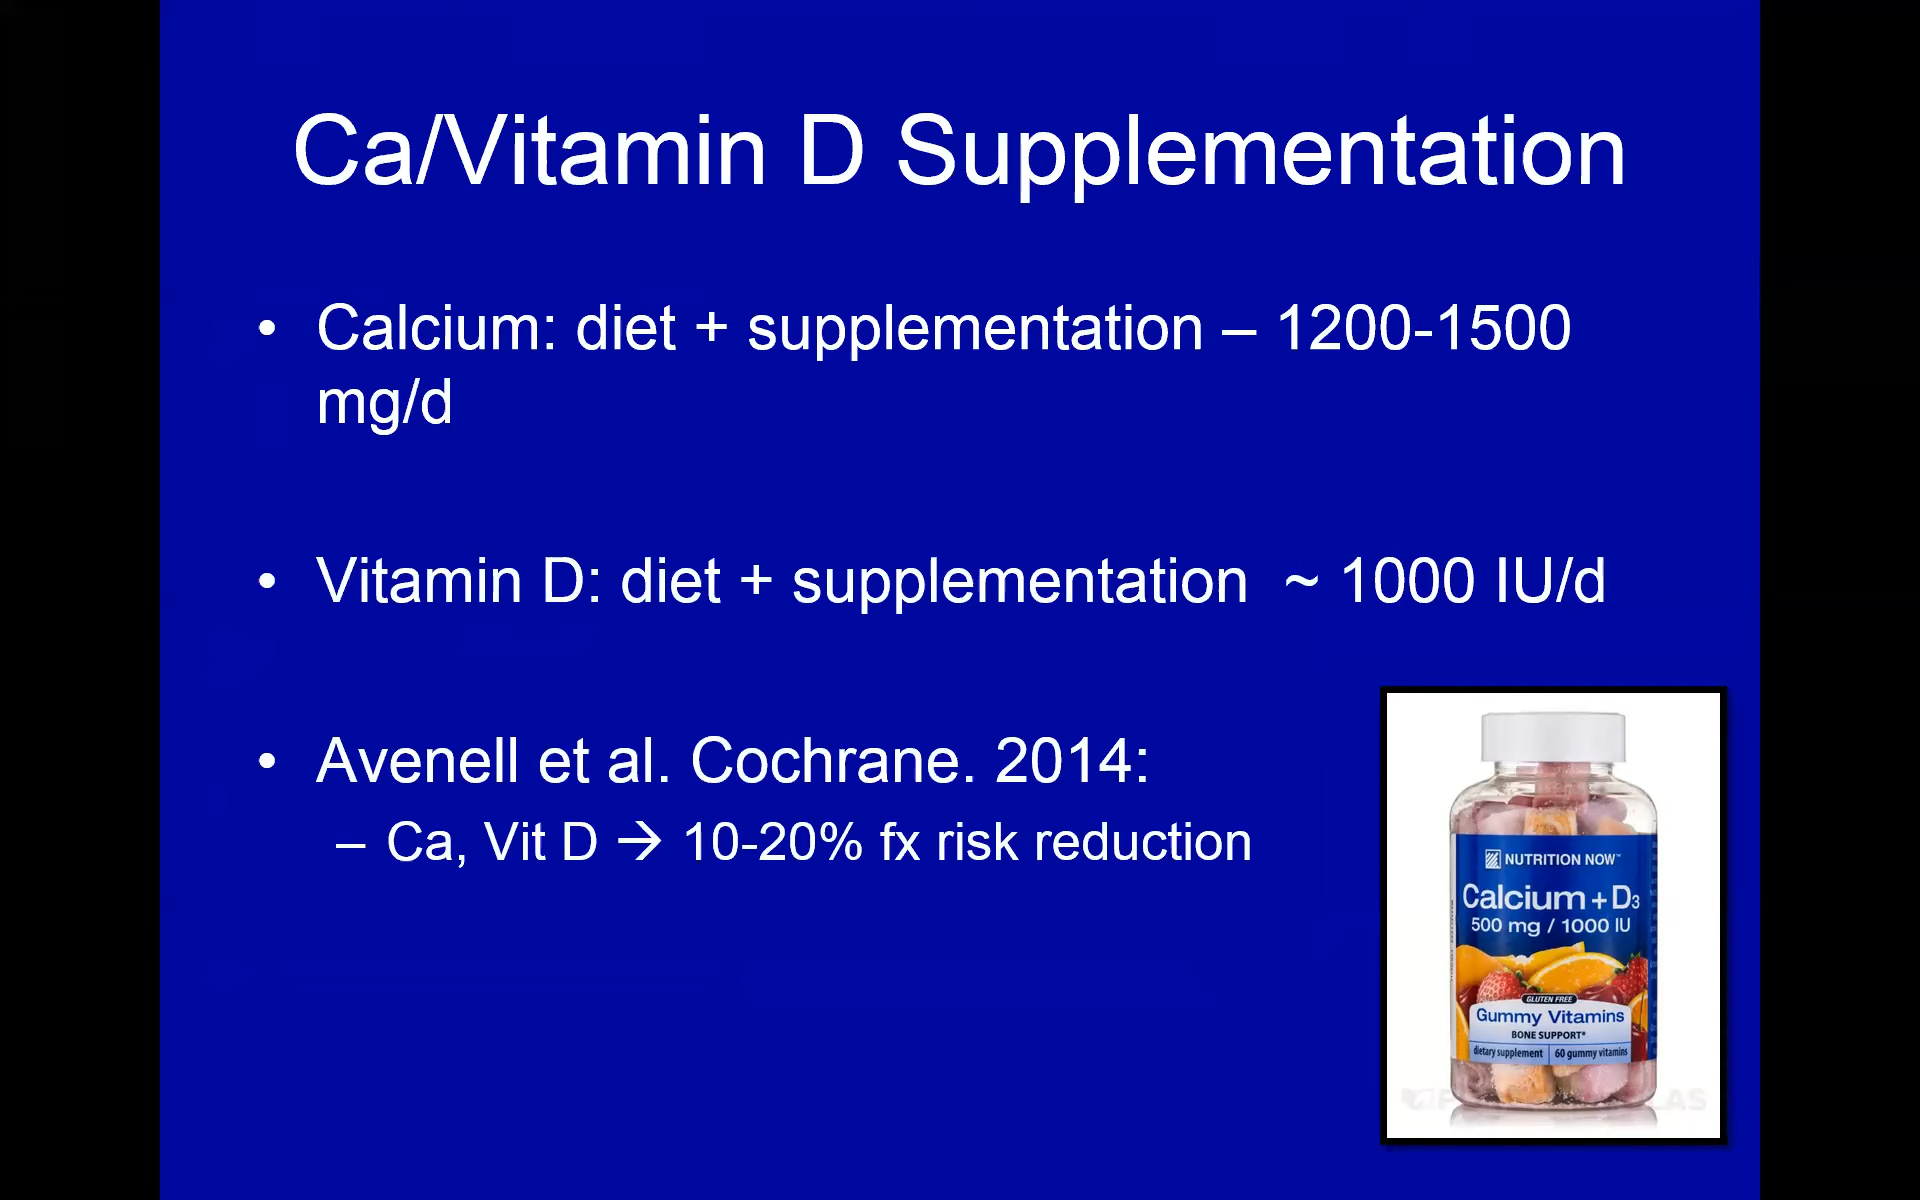 Ca/Vitamin D Supplementation
• Calcium: diet + supplementation – 1200-1500
mg/d
• Vitamin D: diet + supplementation ~ 1000 IU/d
• Avenell et al. Cochrane. 2014:
– Ca, Vit D → 10-20% fx risk reduction
NUTRITION NOW™
Calcium + D3
500 mg / 1000 IU
GLUTEN FREE
Gummy Vitamins
BONE SUPPORT*
dietary supplement 60 gummy vitamins